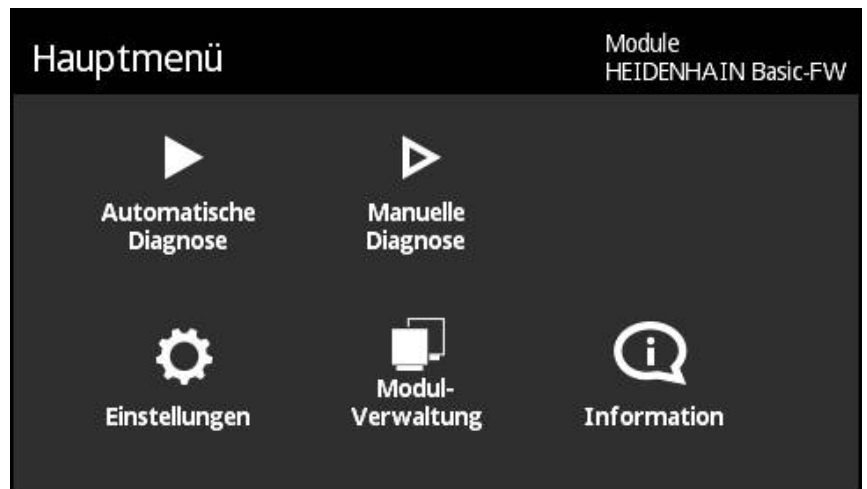 Hauptmenü
Module
HEIDENHAIN Basic-FW
Automatische
Diagnose
Manuelle
Diagnose
Einstellungen
Modul-
Verwaltung
Information